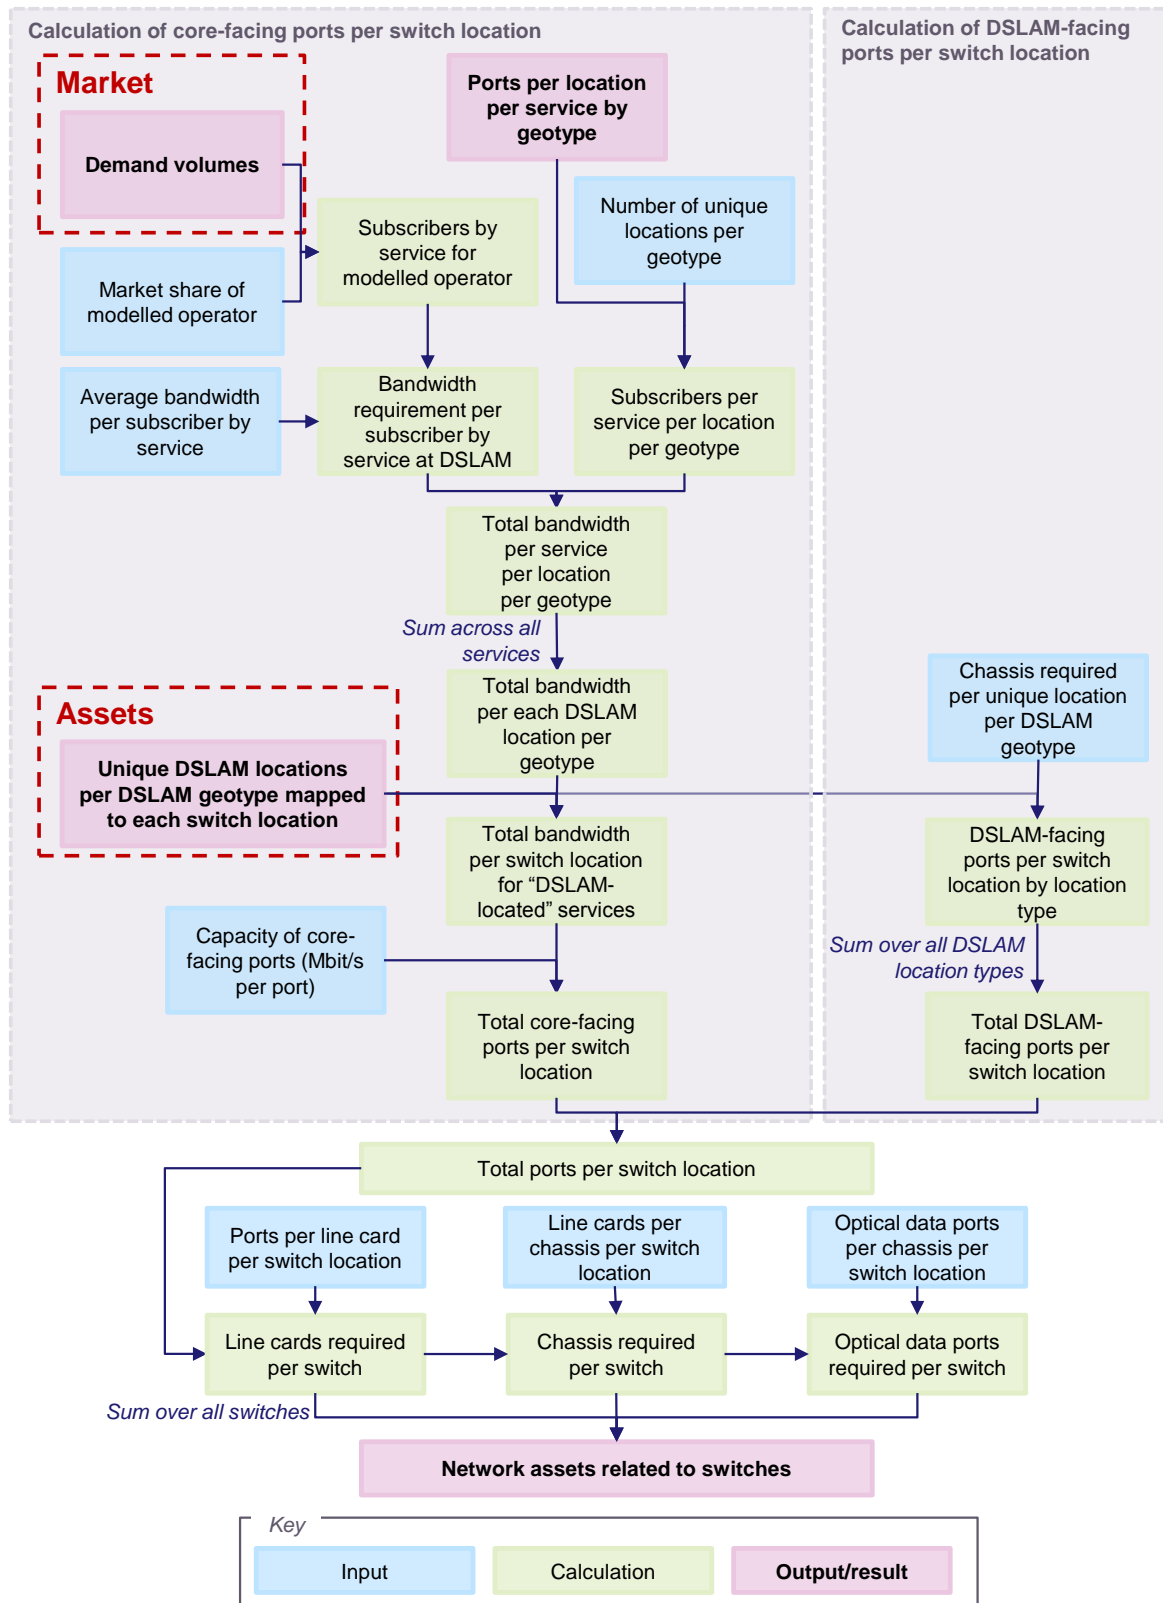 Calculation of core-facing ports per switch location
Calculation of DSLAM-facing
ports per switch location
Market
Demand volumes
Ports per location
per service by
geotype
Number of unique
locations per
geotype
Subscribers by
service for
modelled operator
Market share of
modelled operator
Average bandwidth
per subscriber by
service
Bandwidth
requirement per
subscriber by
service at DSLAM
Subscribers per
service per location
per geotype
Total bandwidth
per service
per location
per geotype
Sum across all
services
Total bandwidth
per each DSLAM
location per
geotype
Chassis required
per unique location
per DSLAM
geotype
Assets
Unique DSLAM locations
per DSLAM geotype mapped
to each switch location
Total bandwidth
per switch location
for “DSLAM-
located” services
DSLAM-facing
ports per switch
location by location
type
Capacity of core-
facing ports (Mbit/s
per port)
Sum over all DSLAM
location types
Total core-facing
ports per switch
location
Total DSLAM-
facing ports per
switch location
Total ports per switch location
Ports per line card
per switch location
Line cards per
chassis per switch
location
Optical data ports
per chassis per
switch location
Line cards required
per switch
Chassis required
per switch
Optical data ports
required per switch
Sum over all switches
Network assets related to switches
Key
Input
Calculation
Output/result